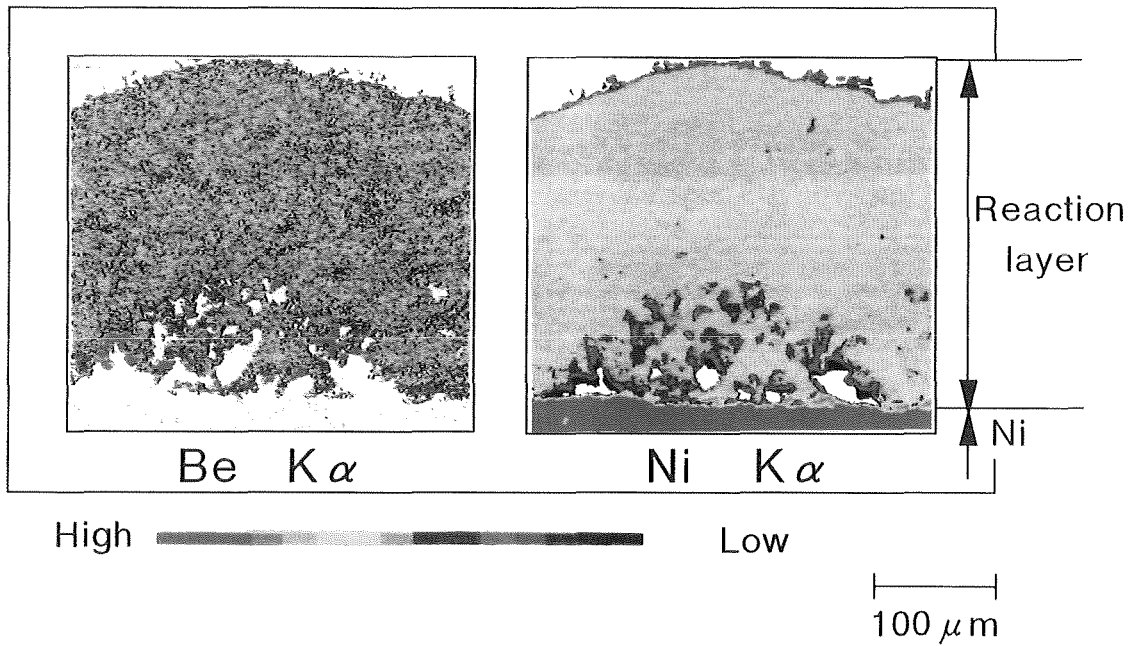 Reaction
layer
Ni
Be Kα
Ni Kα
High
Low
100 μm